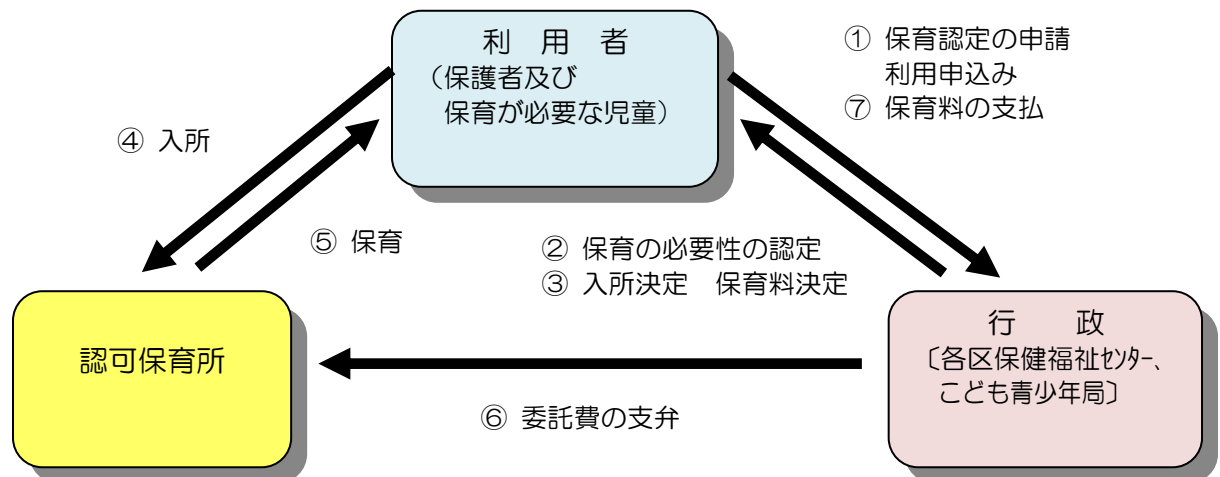 利　用　者
（保護者及び
保育が必要な児童）
① 保育認定の申請
利用申込み
⑦ 保育料の支払
④ 入所
⑤ 保育
② 保育の必要性の認定
③ 入所決定　保育料決定
認可保育所
行　　政
〔各区保健福祉ｾﾝﾀｰ、
こども青少年局〕
⑥ 委託費の支弁